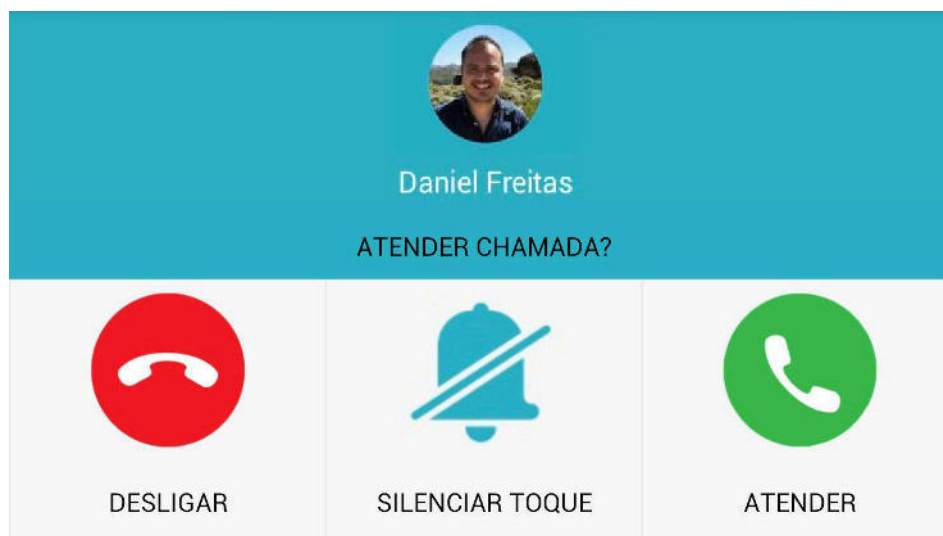 Daniel Freitas
ATENDER CHAMADA?
DESLIGAR
SILENCIAR TOQUE
ATENDER